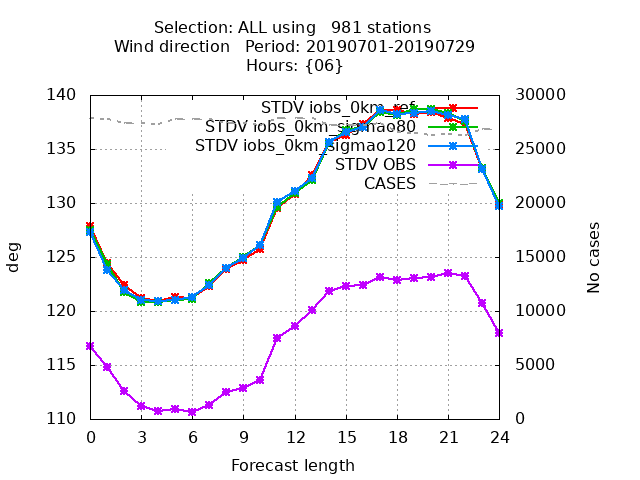 Selection: ALL using   981 stations
Wind direction   Period: 20190701-20190729
Hours: {06}
140 30000
STDV iobs_0km_ref
STDV iobs_0km_sigmao80
135 25000
STDV iobs_0km_sigmao120
STDV OBS
CASES
130 20000
deg
No cases
125 15000
120 10000
115 5000
110 0
0 3 6 9 12 15 18 21 24
Forecast length